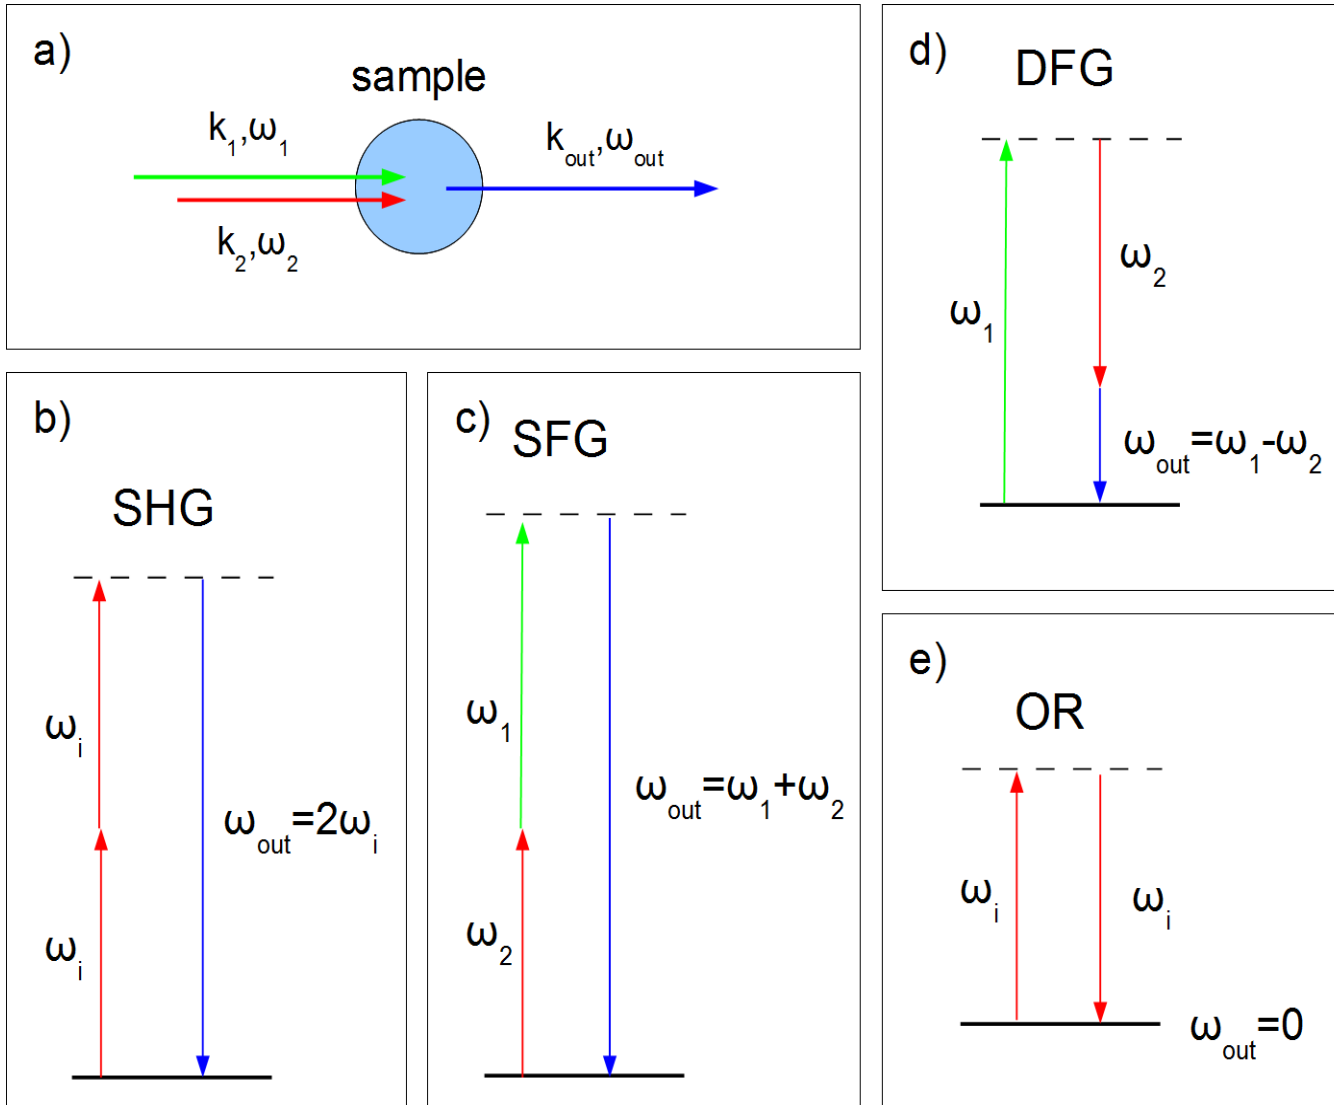 a)
sample
k₁,ω₁
k₂,ω₂
kout,ωout
b)
SHG
ωi
ωi
ωout=2ωi
c)
SFG
ω₁
ω₂
ωout=ω₁+ω₂
d)
DFG
ω₁
ω₂
ωout=ω₁-ω₂
e)
OR
ωi
ωi
ωout=0